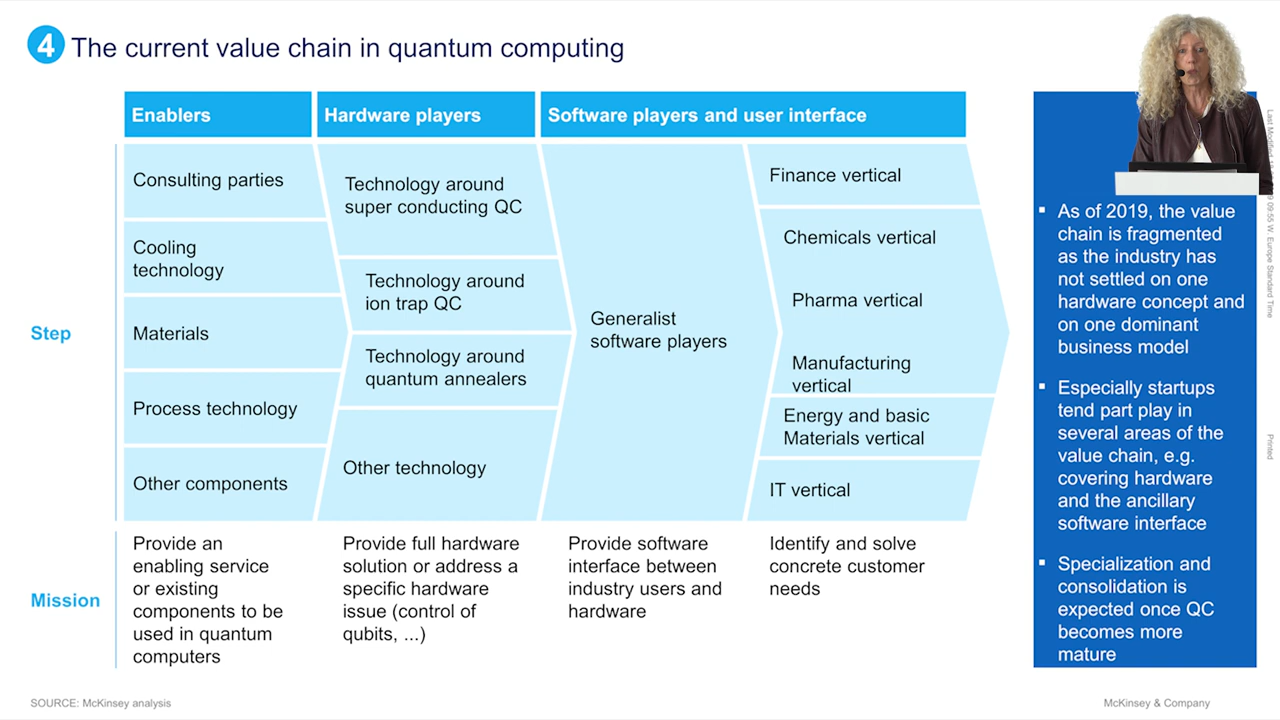 4 The current value chain in quantum computing
Enablers
Hardware players
Software players and user interface
Step
Consulting parties
Cooling
technology
Materials
Process technology
Other components
Technology around
super conducting QC
Technology around
ion trap QC
Technology around
quantum annealers
Other technology
Generalist
software players
Finance vertical
Chemicals vertical
Pharma vertical
Manufacturing
vertical
Energy and basic
Materials vertical
IT vertical
Mission
Provide an
enabling service
or existing
components to be
used in quantum
computers
Provide full hardware
solution or address a
specific hardware
issue (control of
qubits, ...)
Provide software
interface between
industry users and
hardware
Identify and solve
concrete customer
needs
▪ As of 2019, the value
chain is fragmented
as the industry has
not settled on one
hardware concept and
on one dominant
business model
▪ Especially startups
tend part play in
several areas of the
value chain, e.g.
covering hardware
and the ancillary
software interface
▪ Specialization and
consolidation is
expected once QC
becomes more
mature
Last Modified
09:55 W. Europe Standard Time
Printed
SOURCE: McKinsey analysis
McKinsey & Company